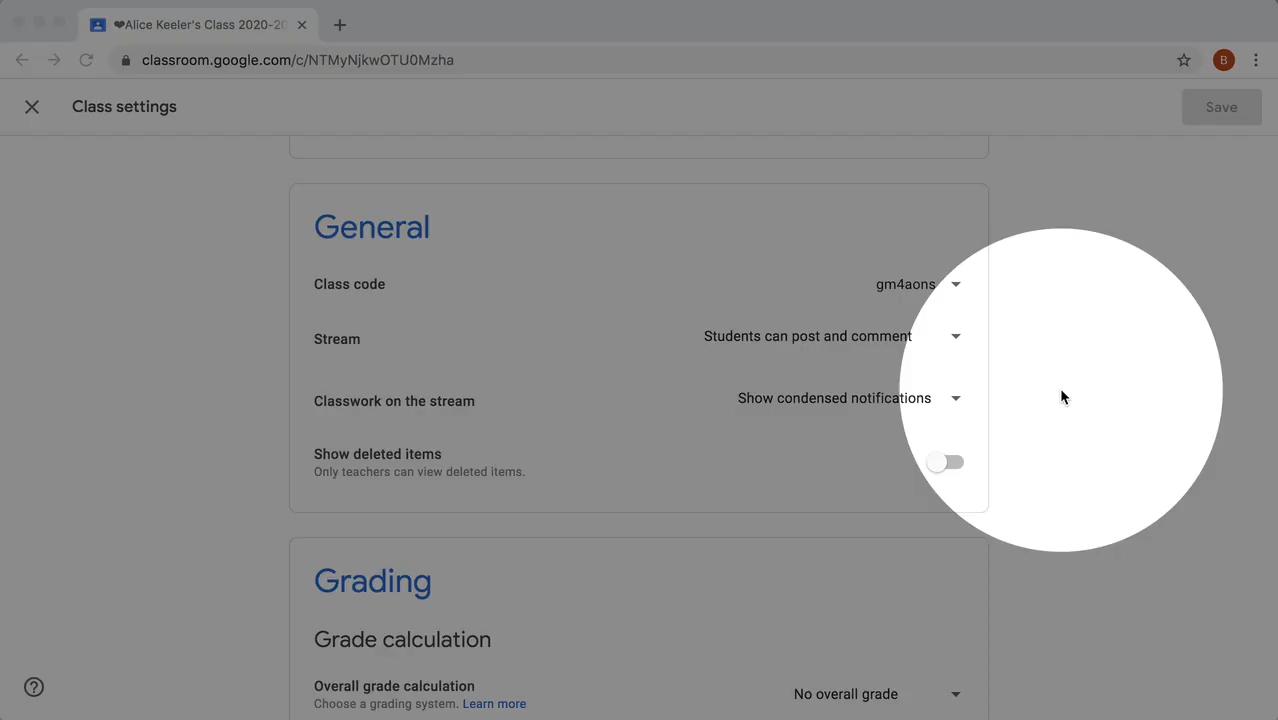 ❤Alice Keeler's Class 2020-20
classroom.google.com/c/NTMyNjkwOTU0Mzha
B
Class settings
Save
General
Class code
gm4aons
Stream
Students can post and comment
Classwork on the stream
Show condensed notifications
Show deleted items
Only teachers can view deleted items.
Grading
Grade calculation
Overall grade calculation
No overall grade
Choose a grading system. Learn more